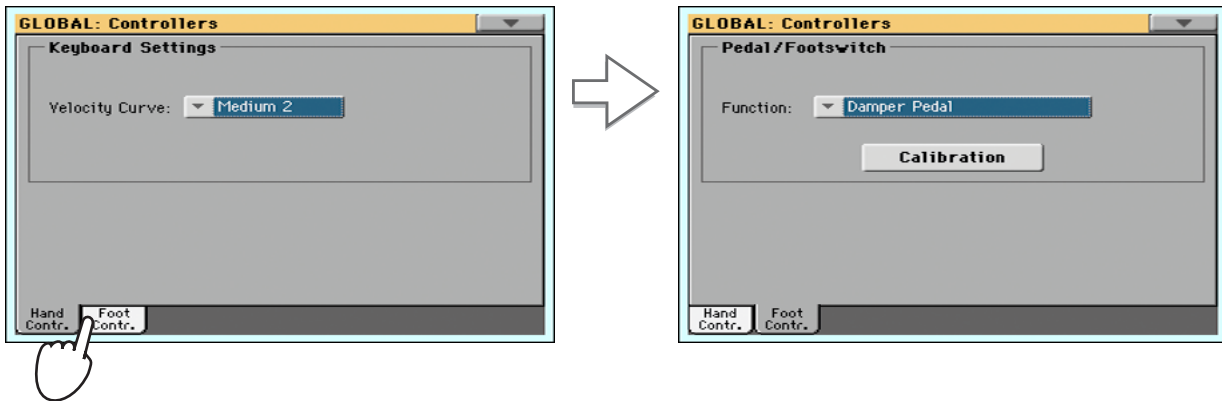 GLOBAL: Controllers
Keyboard Settings
Velocity Curve: Medium 2
Hand Contr.
Foot Contr.
GLOBAL: Controllers
Pedal/Footswitch
Function: Damper Pedal
Calibration
Hand Contr.
Foot Contr.